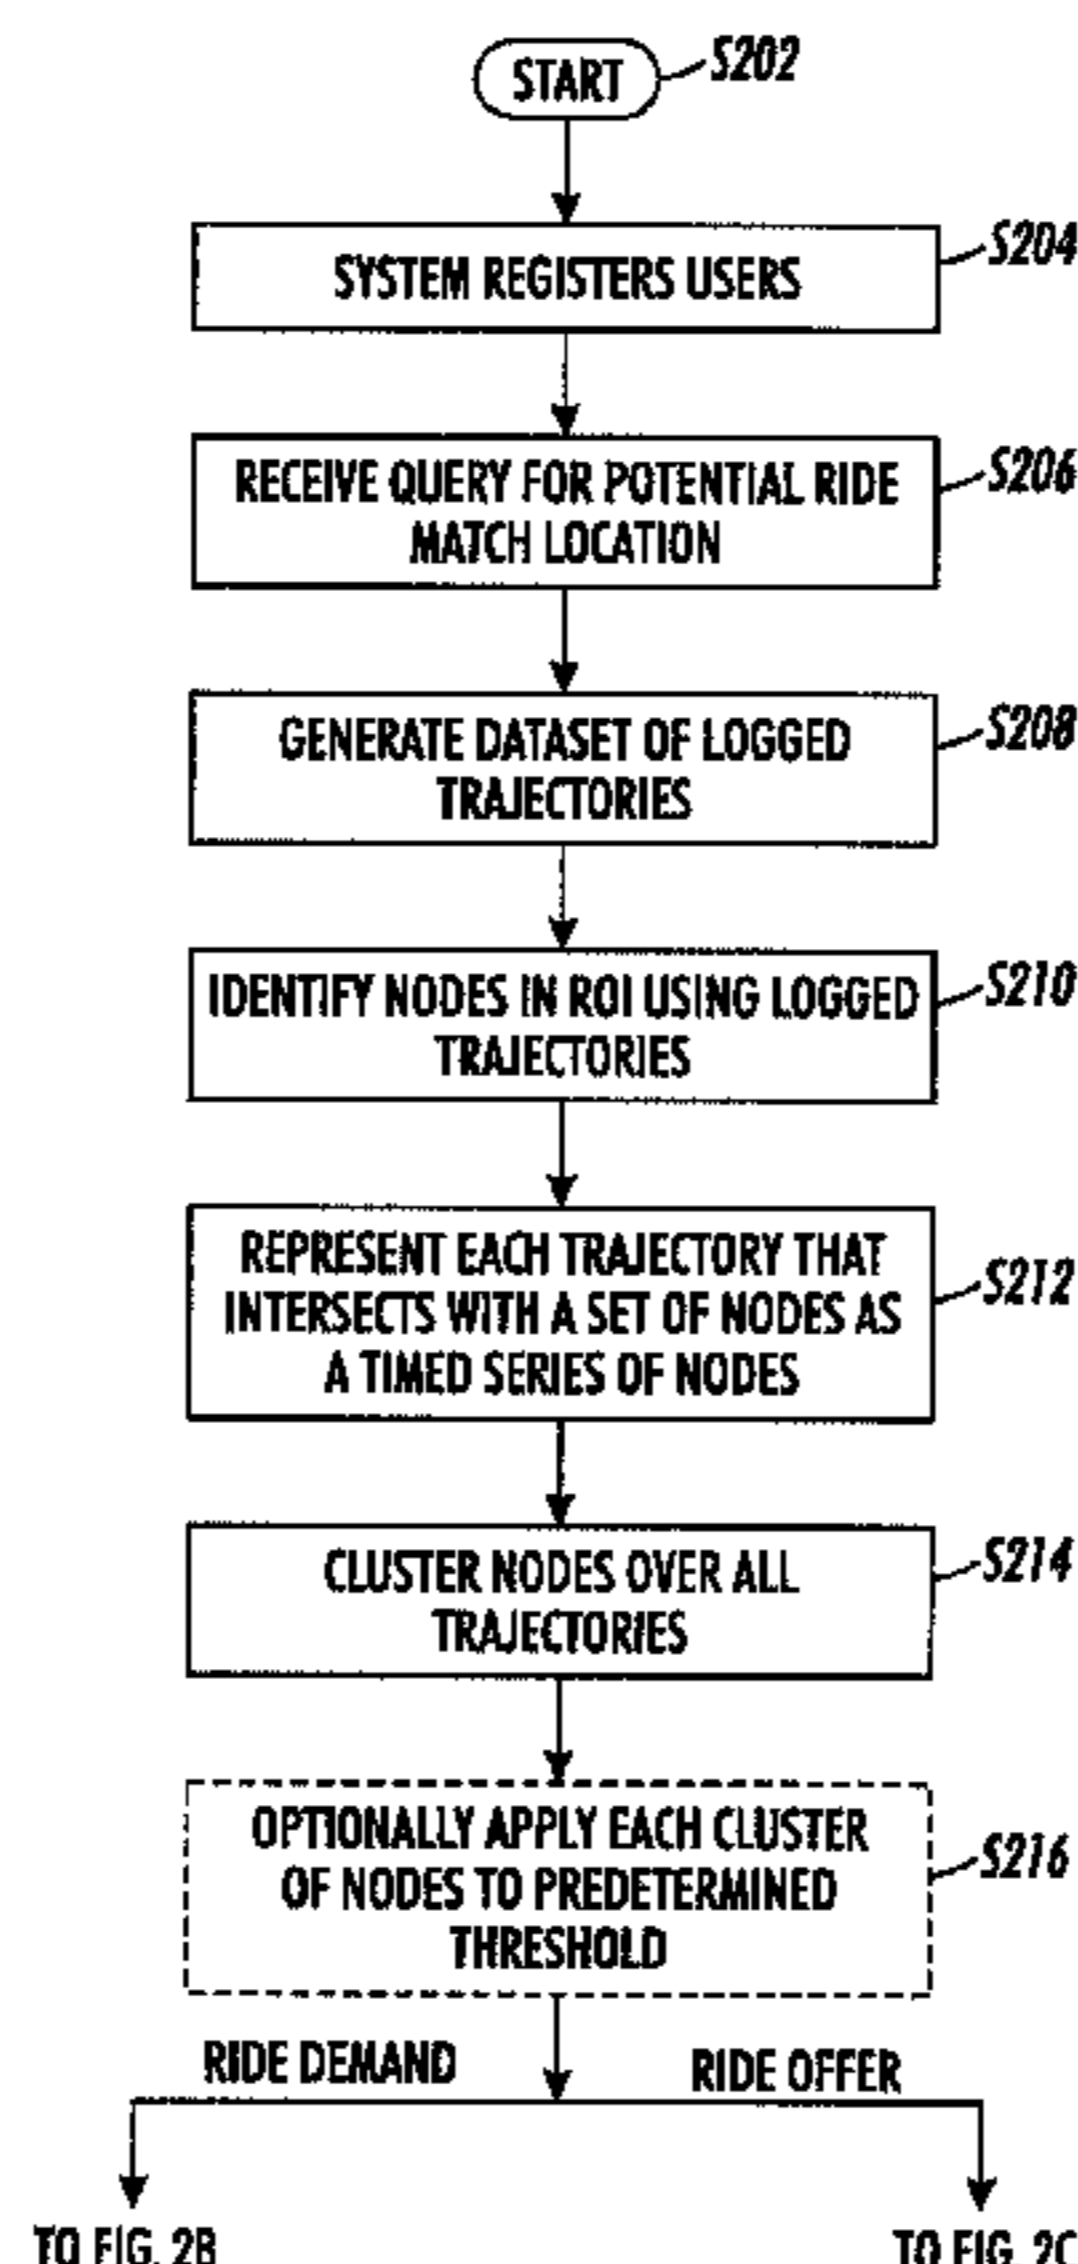 START
S202
SYSTEM REGISTERS USERS
S204
RECEIVE QUERY FOR POTENTIAL RIDE
MATCH LOCATION
S206
GENERATE DATASET OF LOGGED
TRAJECTORIES
S208
IDENTIFY NODES IN ROI USING LOGGED
TRAJECTORIES
S210
REPRESENT EACH TRAJECTORY THAT
INTERSECTS WITH A SET OF NODES AS
A TIMED SERIES OF NODES
S212
CLUSTER NODES OVER ALL
TRAJECTORIES
S214
OPTIONALLY APPLY EACH CLUSTER
OF NODES TO PREDETERMINED
THRESHOLD
S216
RIDE DEMAND
RIDE OFFER
TO FIG. 2B
TO FIG. 2C